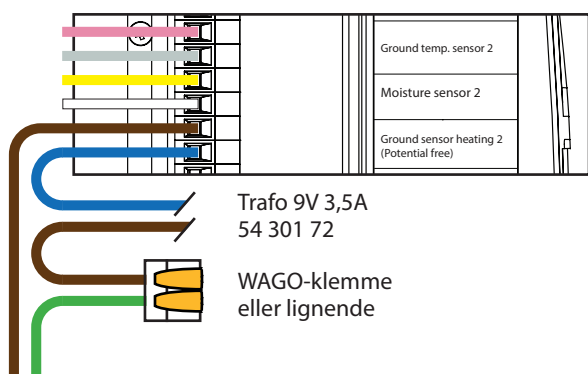 Ground temp. sensor 2
Moisture sensor 2
Ground sensor heating 2
(Potential free)
Trafo 9V 3,5A
54 301 72
WAGO-klemme
eller lignende